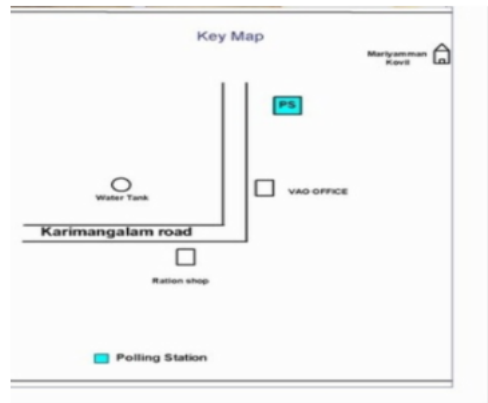 Key Map
Mariyamman
Kovil
PS
Water Tank
VAO OFFICE
Karimangalam road
Ration shop
Polling Station